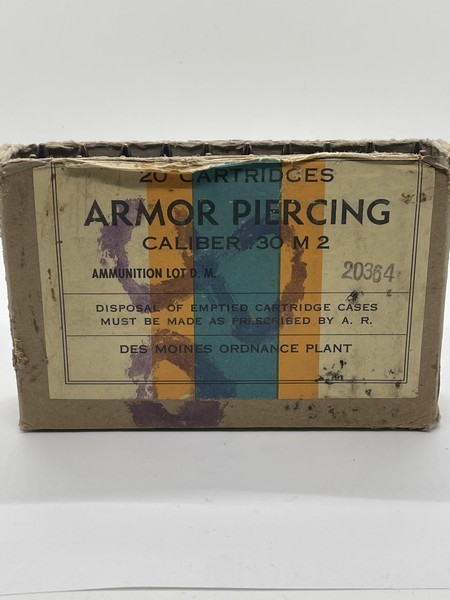 20 CARTRIDGES
ARMOR PIERCING
CALIBER .30 M 2
AMMUNITION LOT D. M. 20364
DISPOSAL OF EMPTIED CARTRIDGE CASES
MUST BE MADE AS PRESCRIBED BY A. R.
DES MOINES ORDNANCE PLANT